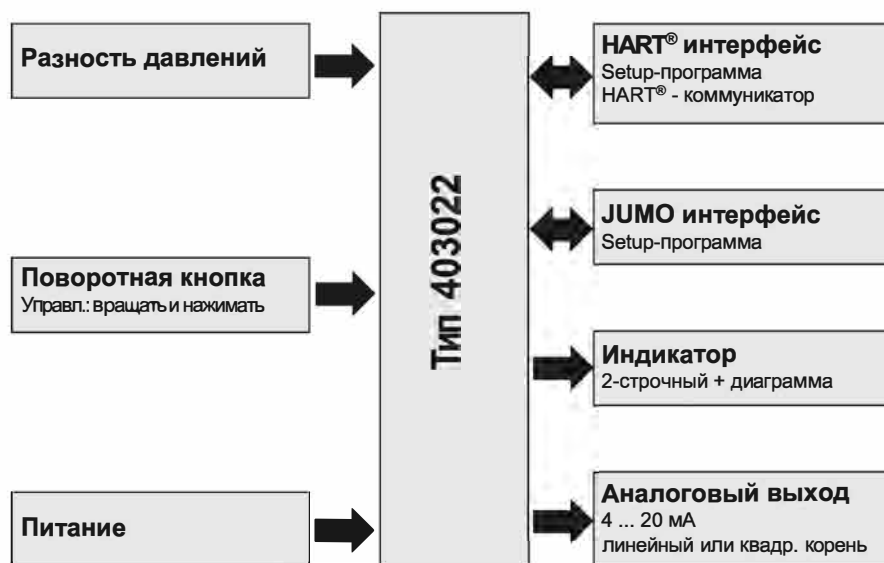 Разность давлений
Поворотная кнопка
Управл.: вращать и нажимать
Питание
Тип 403022
HART® интерфейс
Setup-программа
HART® - коммуникатор
JUMO интерфейс
Setup-программа
Индикатор
2-строчный + диаграмма
Аналоговый выход
4 ... 20 мА
линейный или квадр. корень